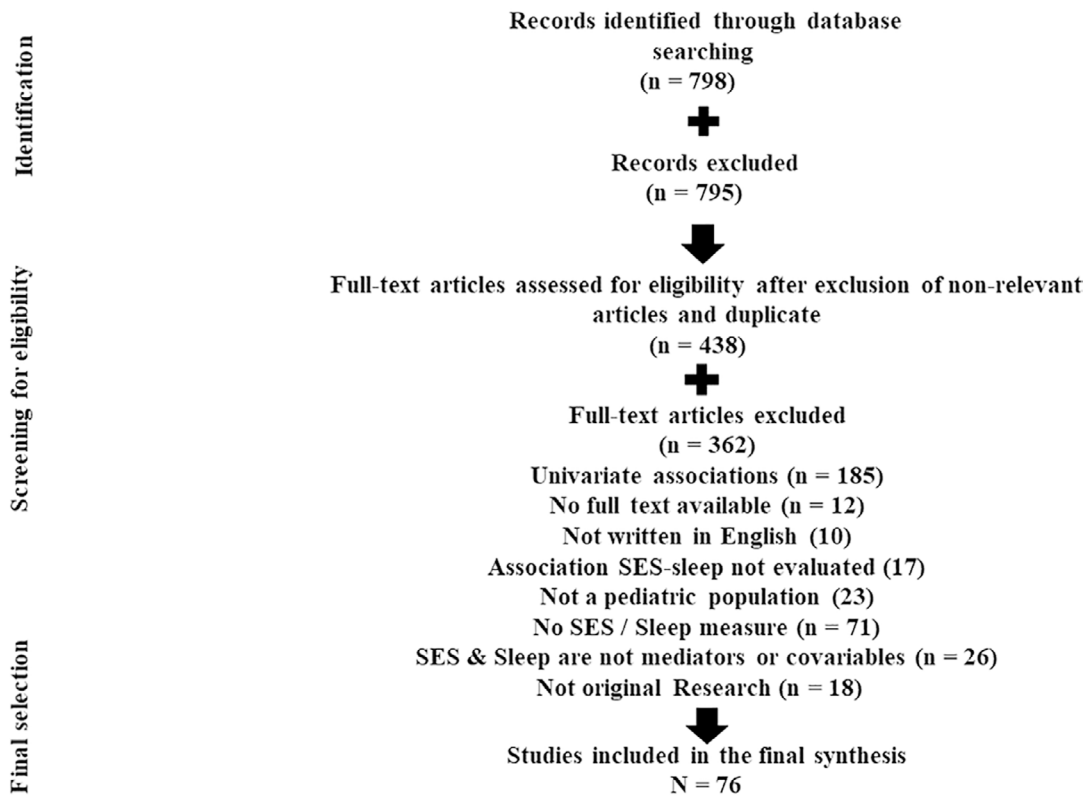 Identification
Records identified through database
searching
(n = 798)
Records excluded
(n = 795)
Screening for eligibility
Full-text articles assessed for eligibility after exclusion of non-relevant
articles and duplicate
(n = 438)
Full-text articles excluded
(n = 362)
Univariate associations (n = 185)
No full text available (n = 12)
Not written in English (10)
Association SES-sleep not evaluated (17)
Not a pediatric population (23)
No SES / Sleep measure (n = 71)
SES & Sleep are not mediators or covariables (n = 26)
Not original Research (n = 18)
Final selection
Studies included in the final synthesis
N = 76